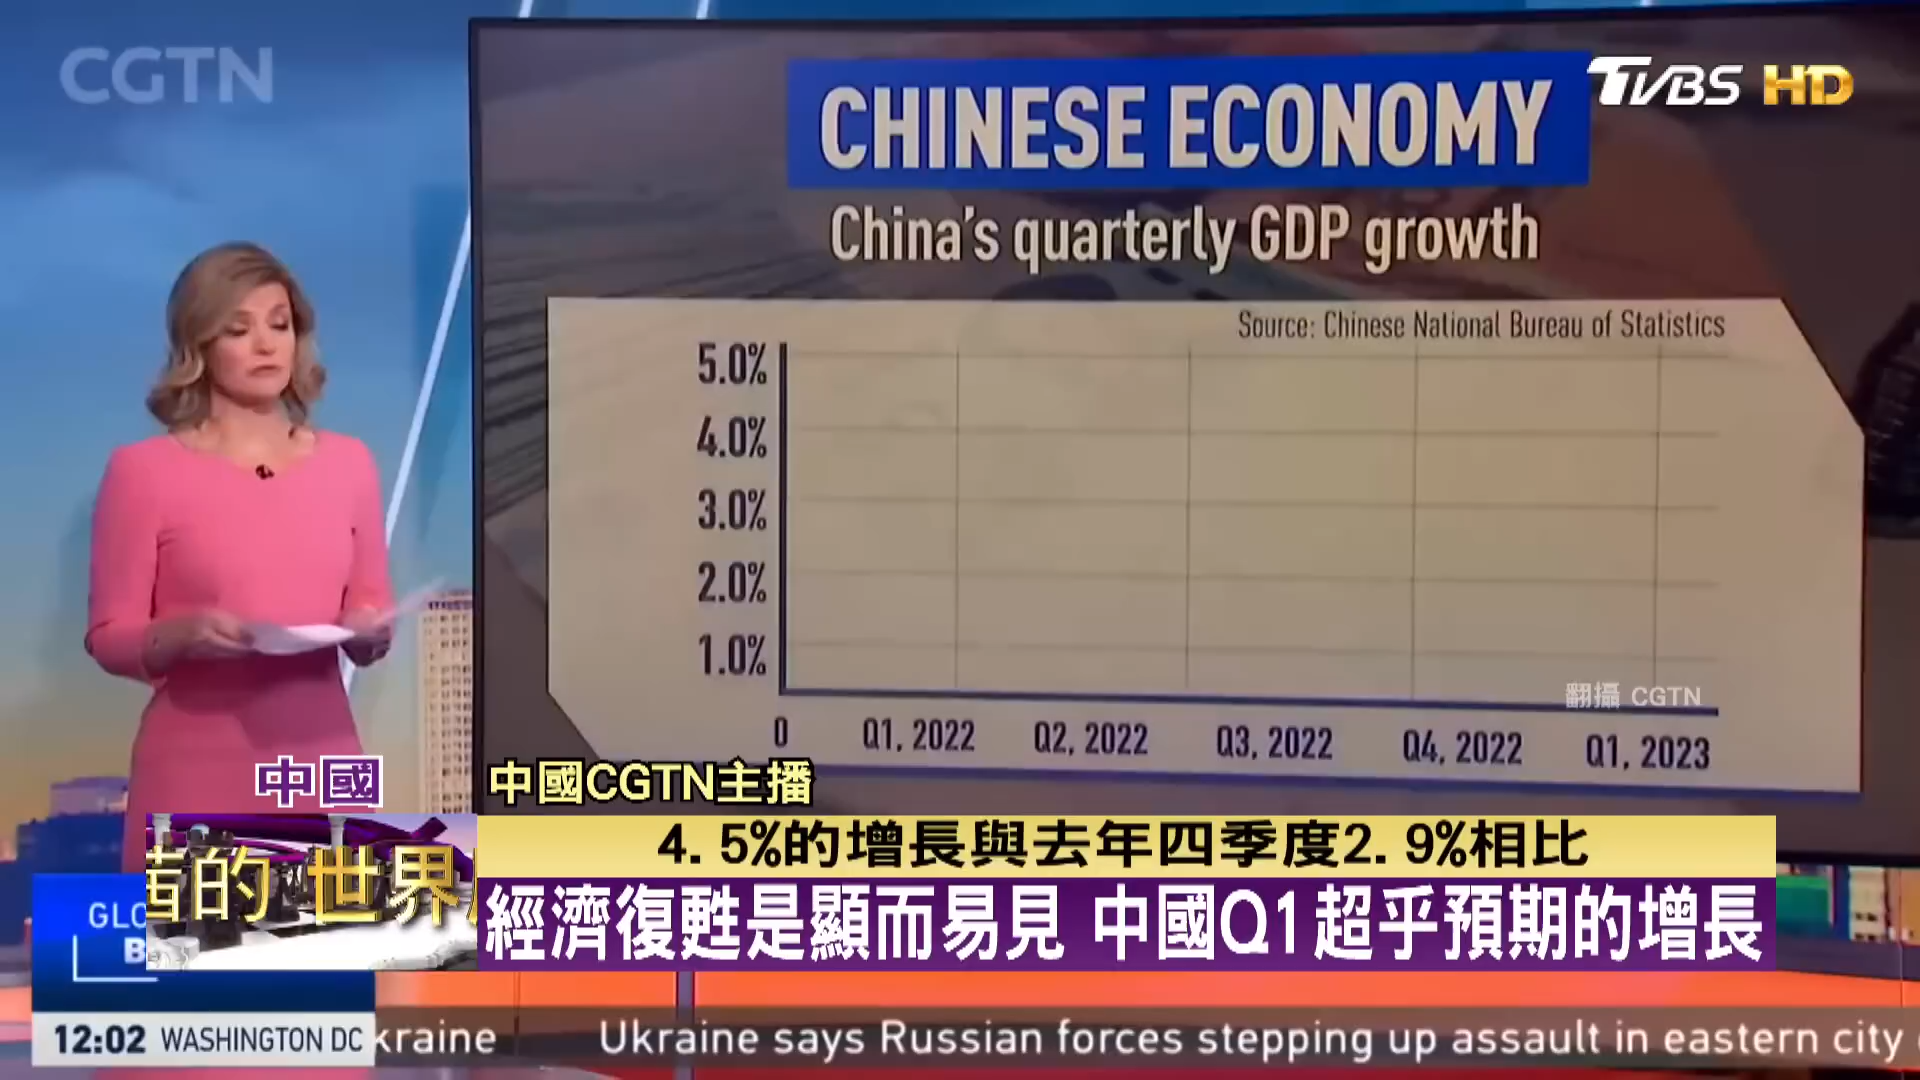 CGTN
TVBS HD
CHINESE ECONOMY
China's quarterly GDP growth
Source: Chinese National Bureau of Statistics
5.0%
4.0%
3.0%
2.0%
1.0%
0 Q1, 2022 Q2, 2022 Q3, 2022 Q4, 2022 Q1, 2023
翻攝 CGTN
中國
中國CGTN主播
4.5%的增長與去年四季度2.9%相比
的 世界
經濟復甦是顯而易見 中國Q1超乎預期的增長
GLO
B
12:02 WASHINGTON DC kraine Ukraine says Russian forces stepping up assault in eastern city